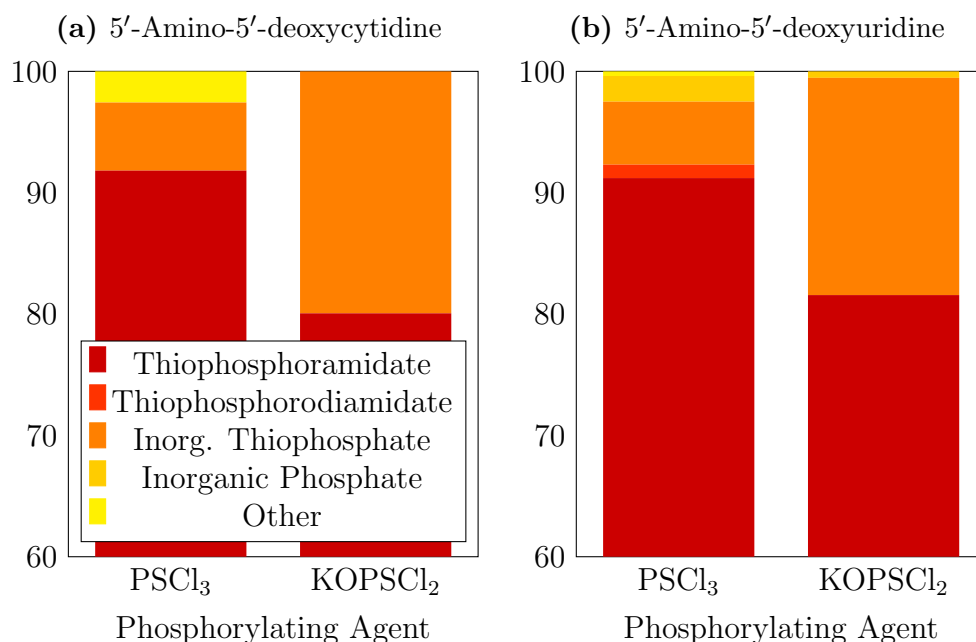 (a) 5′-Amino-5′-deoxycytidine
100
90
80
70
60
Thiophosphoramidate
Thiophosphorodiamidate
Inorg. Thiophosphate
Inorganic Phosphate
Other
PSCl₃ KOPSCl₂
Phosphorylating Agent
(b) 5′-Amino-5′-deoxyuridine
100
90
80
70
60
PSCl₃ KOPSCl₂
Phosphorylating Agent